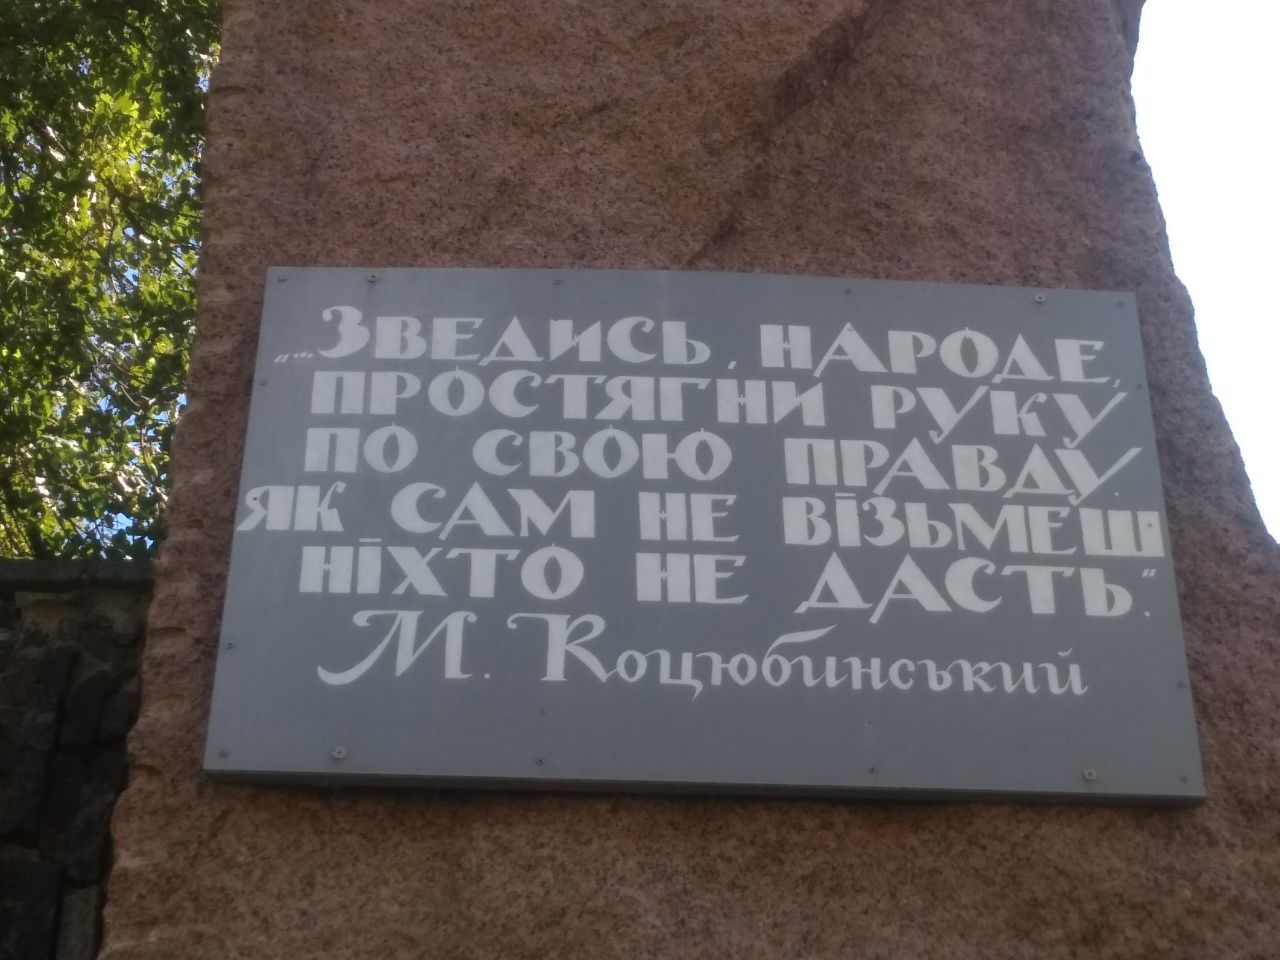 "...ЗВЕДИСЬ, НАРОДЕ,
ПРОСТЯГНИ РУКУ
ПО СВОЮ ПРАВДУ.
ЯК САМ НЕ ВІЗЬМЕШ
НІХТО НЕ ДАСТЬ".
М. Коцюбинський